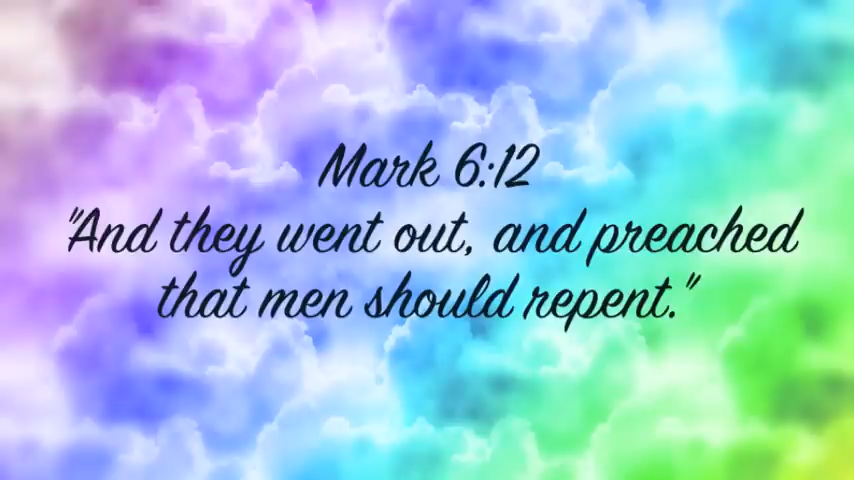 Mark 6:12
"And they went out, and preached
that men should repent."